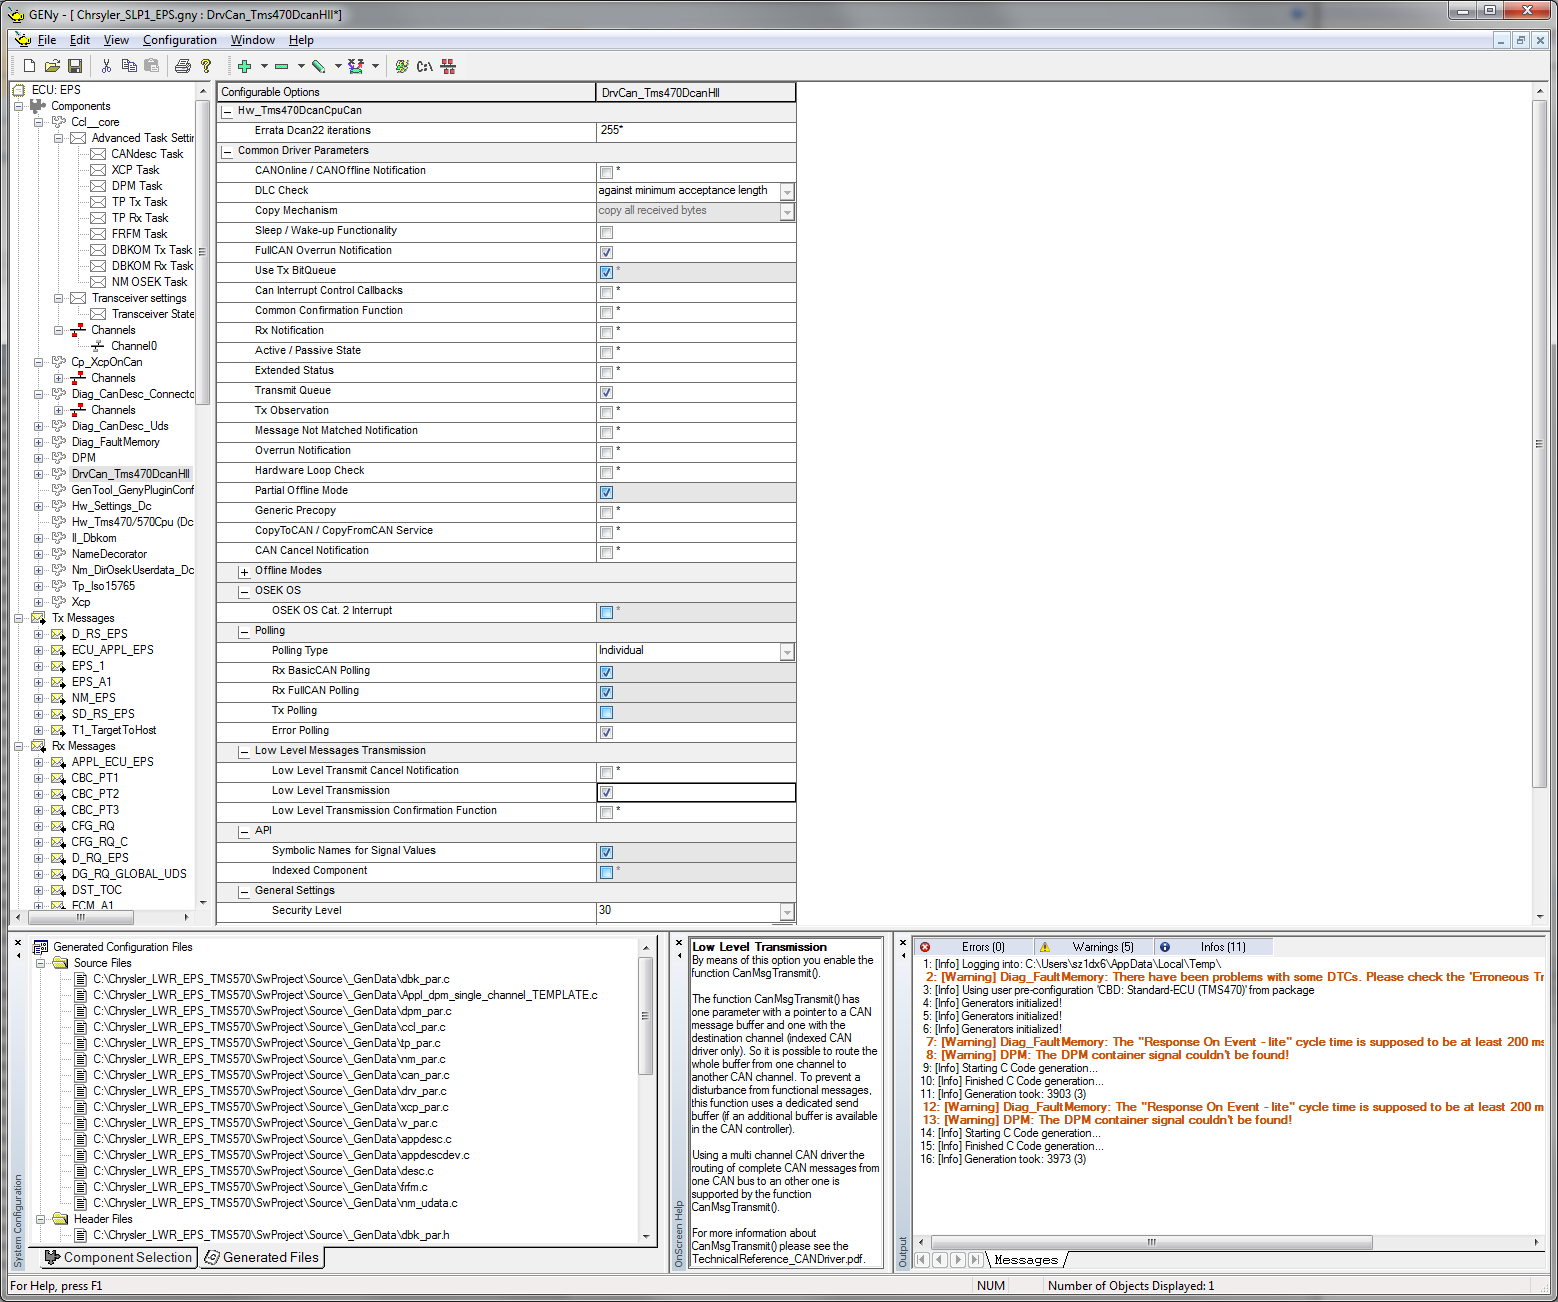 GENy - [ Chrsyler_SLP1_EPS.gny : DrvCan_Tms470DcanHll*]
File Edit View Configuration Window Help
C:\
ECU: EPS
Components
Ccl__core
Advanced Task Settin
CANdesc Task
XCP Task
DPM Task
TP Tx Task
TP Rx Task
FRFM Task
DBKOM Tx Task
DBKOM Rx Task
NM OSEK Task
Transceiver settings
Transceiver State
Channels
Channel0
Cp_XcpOnCan
Channels
Diag_CanDesc_Connecto
Channels
Diag_CanDesc_Uds
Diag_FaultMemory
DPM
DrvCan_Tms470DcanHll
GenTool_GenyPluginConf
Hw_Settings_Dc
Hw_Tms470/570Cpu (Dc
Il_Dbkom
NameDecorator
Nm_DirOsekUserdata_Dc
Tp_Iso15765
Xcp
Tx Messages
D_RS_EPS
ECU_APPL_EPS
EPS_1
EPS_A1
NM_EPS
SD_RS_EPS
T1_TargetToHost
Rx Messages
APPL_ECU_EPS
CBC_PT1
CBC_PT2
CBC_PT3
CFG_RQ
CFG_RQ_C
D_RQ_EPS
DG_RQ_GLOBAL_UDS
DST_TOC
ECM_A1
Configurable Options DrvCan_Tms470DcanHll
Hw_Tms470DcanCpuCan
Errata Dcan22 iterations 255*
Common Driver Parameters
CANOnline / CANOffline Notification *
DLC Check against minimum acceptance length
Copy Mechanism copy all received bytes
Sleep / Wake-up Functionality
FullCAN Overrun Notification
Use Tx BitQueue *
Can Interrupt Control Callbacks *
Common Confirmation Function *
Rx Notification *
Active / Passive State *
Extended Status *
Transmit Queue
Tx Observation *
Message Not Matched Notification *
Overrun Notification *
Hardware Loop Check *
Partial Offline Mode
Generic Precopy *
CopyToCAN / CopyFromCAN Service *
CAN Cancel Notification *
Offline Modes
OSEK OS
OSEK OS Cat. 2 Interrupt *
Polling
Polling Type Individual
Rx BasicCAN Polling
Rx FullCAN Polling
Tx Polling
Error Polling
Low Level Messages Transmission
Low Level Transmit Cancel Notification *
Low Level Transmission
Low Level Transmission Confirmation Function *
API
Symbolic Names for Signal Values
Indexed Component *
General Settings
Security Level 30
System Configuration
Generated Configuration Files
Source Files
C:\Chrysler_LWR_EPS_TMS570\SwProject\Source\_GenData\dbk_par.c
C:\Chrysler_LWR_EPS_TMS570\SwProject\Source\_GenData\Appl_dpm_single_channel_TEMPLATE.c
C:\Chrysler_LWR_EPS_TMS570\SwProject\Source\_GenData\dpm_par.c
C:\Chrysler_LWR_EPS_TMS570\SwProject\Source\_GenData\ccl_par.c
C:\Chrysler_LWR_EPS_TMS570\SwProject\Source\_GenData\tp_par.c
C:\Chrysler_LWR_EPS_TMS570\SwProject\Source\_GenData\nm_par.c
C:\Chrysler_LWR_EPS_TMS570\SwProject\Source\_GenData\can_par.c
C:\Chrysler_LWR_EPS_TMS570\SwProject\Source\_GenData\drv_par.c
C:\Chrysler_LWR_EPS_TMS570\SwProject\Source\_GenData\xcp_par.c
C:\Chrysler_LWR_EPS_TMS570\SwProject\Source\_GenData\v_par.c
C:\Chrysler_LWR_EPS_TMS570\SwProject\Source\_GenData\appdesc.c
C:\Chrysler_LWR_EPS_TMS570\SwProject\Source\_GenData\appdescdev.c
C:\Chrysler_LWR_EPS_TMS570\SwProject\Source\_GenData\desc.c
C:\Chrysler_LWR_EPS_TMS570\SwProject\Source\_GenData\frfm.c
C:\Chrysler_LWR_EPS_TMS570\SwProject\Source\_GenData\nm_udata.c
Header Files
C:\Chrysler_LWR_EPS_TMS570\SwProject\Source\_GenData\dbk_par.h
Component Selection Generated Files
OnScreen Help
Low Level Transmission
By means of this option you enable the
function CanMsgTransmit().
The function CanMsgTransmit() has
one parameter with a pointer to a CAN
message buffer and one with the
destination channel (indexed CAN
driver only). So it is possible to route the
whole buffer from one channel to
another CAN channel. To prevent a
disturbance from functional messages,
this function uses a dedicated send
buffer (if an additional buffer is available
in the CAN controller).
Using a multi channel CAN driver the
routing of complete CAN messages from
one CAN bus to an other one is
supported by the function
CanMsgTransmit().
For more information about
CanMsgTransmit() please see the
TechnicalReference_CANDriver.pdf.
Output
Errors (0) Warnings (5) Infos (11)
1: [Info] Logging into: C:\Users\sz1dx6\AppData\Local\Temp\
2: [Warning] Diag_FaultMemory: There have been problems with some DTCs. Please check the 'Erroneous Tr
3: [Info] Using user pre-configuration 'CBD: Standard-ECU (TMS470)' from package
4: [Info] Generators initialized!
5: [Info] Generators initialized!
6: [Info] Generators initialized!
7: [Warning] Diag_FaultMemory: The "Response On Event - lite" cycle time is supposed to be at least 200 ms
8: [Warning] DPM: The DPM container signal couldn't be found!
9: [Info] Starting C Code generation...
10: [Info] Finished C Code generation...
11: [Info] Generation took: 3903 (3)
12: [Warning] Diag_FaultMemory: The "Response On Event - lite" cycle time is supposed to be at least 200 m
13: [Warning] DPM: The DPM container signal couldn't be found!
14: [Info] Starting C Code generation...
15: [Info] Finished C Code generation...
16: [Info] Generation took: 3973 (3)
Messages
For Help, press F1 NUM Number of Objects Displayed: 1